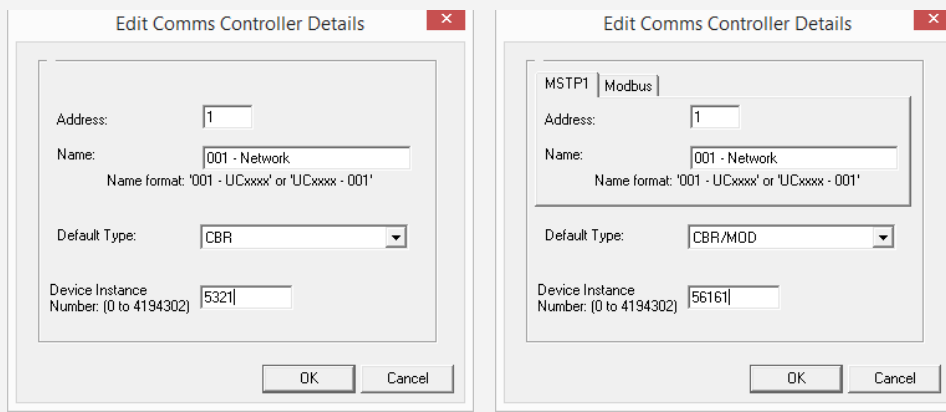 Edit Comms Controller Details
Address:
1
Name:
001 - Network
Name format: '001 - UCxxxx' or 'UCxxxx - 001'
Default Type:
CBR
Device Instance
Number: (0 to 4194302)
5321
OK
Cancel
Edit Comms Controller Details
MSTP1
Modbus
Address:
1
Name:
001 - Network
Name format: '001 - UCxxxx' or 'UCxxxx - 001'
Default Type:
CBR/MOD
Device Instance
Number: (0 to 4194302)
56161
OK
Cancel